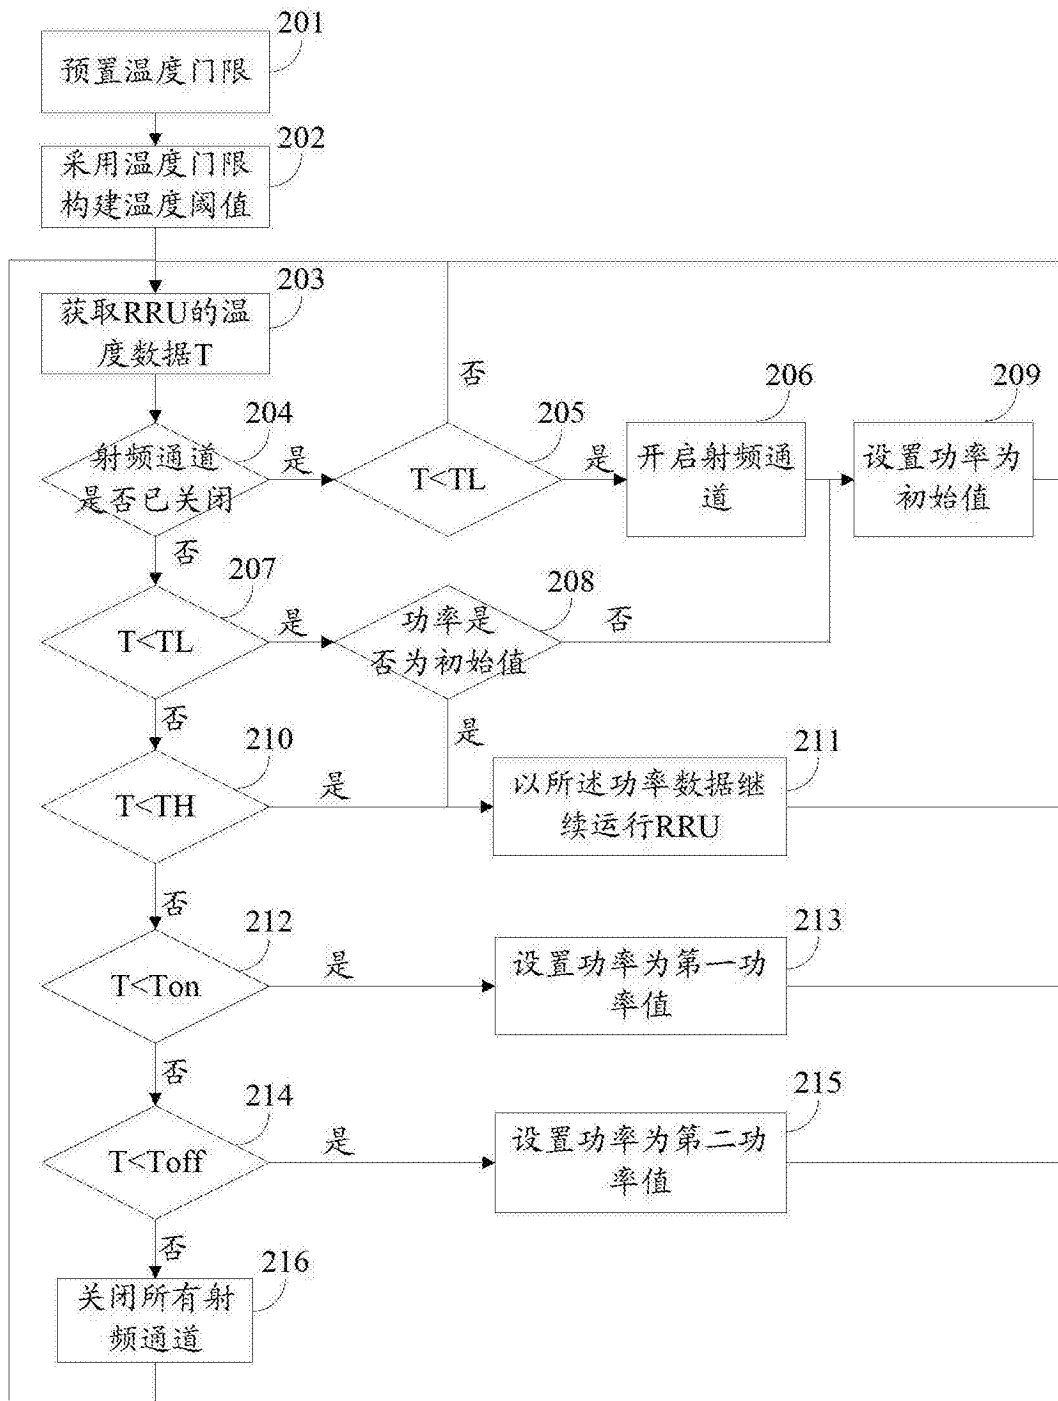 201
预置温度门限
202
采用温度门限
构建温度阈值
203
获取RRU的温
度数据T
否
204
射频通道
是否已关闭
是
205
T<TL
是
206
开启射频通
道
209
设置功率为
初始值
否
207
T<TL
是
208
功率是
否为初始值
否
否
是
210
T<TH
是
211
以所述功率数据继
续运行RRU
否
212
T<Ton
是
213
设置功率为第一功
率值
否
214
T<Toff
是
215
设置功率为第二功
率值
否
216
关闭所有射
频通道